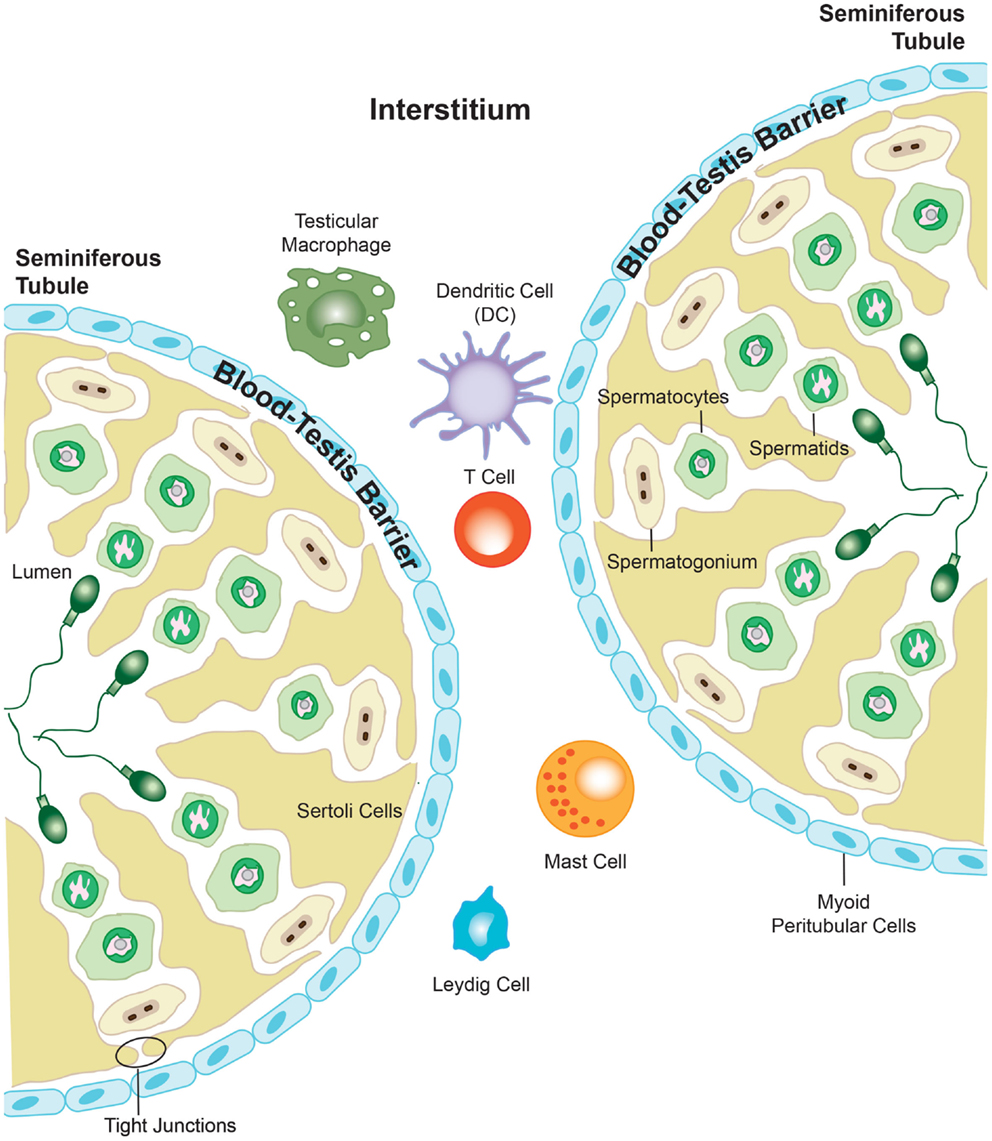 Seminiferous
Tubule
Interstitium
Blood-Testis Barrier
Testicular
Macrophage
Seminiferous
Tubule
Dendritic Cell
(DC)
Blood-Testis Barrier
Spermatocytes
Spermatids
T Cell
Lumen
Spermatogonium
Sertoli Cells
Mast Cell
Myoid
Peritubular Cells
Leydig Cell
Tight Junctions